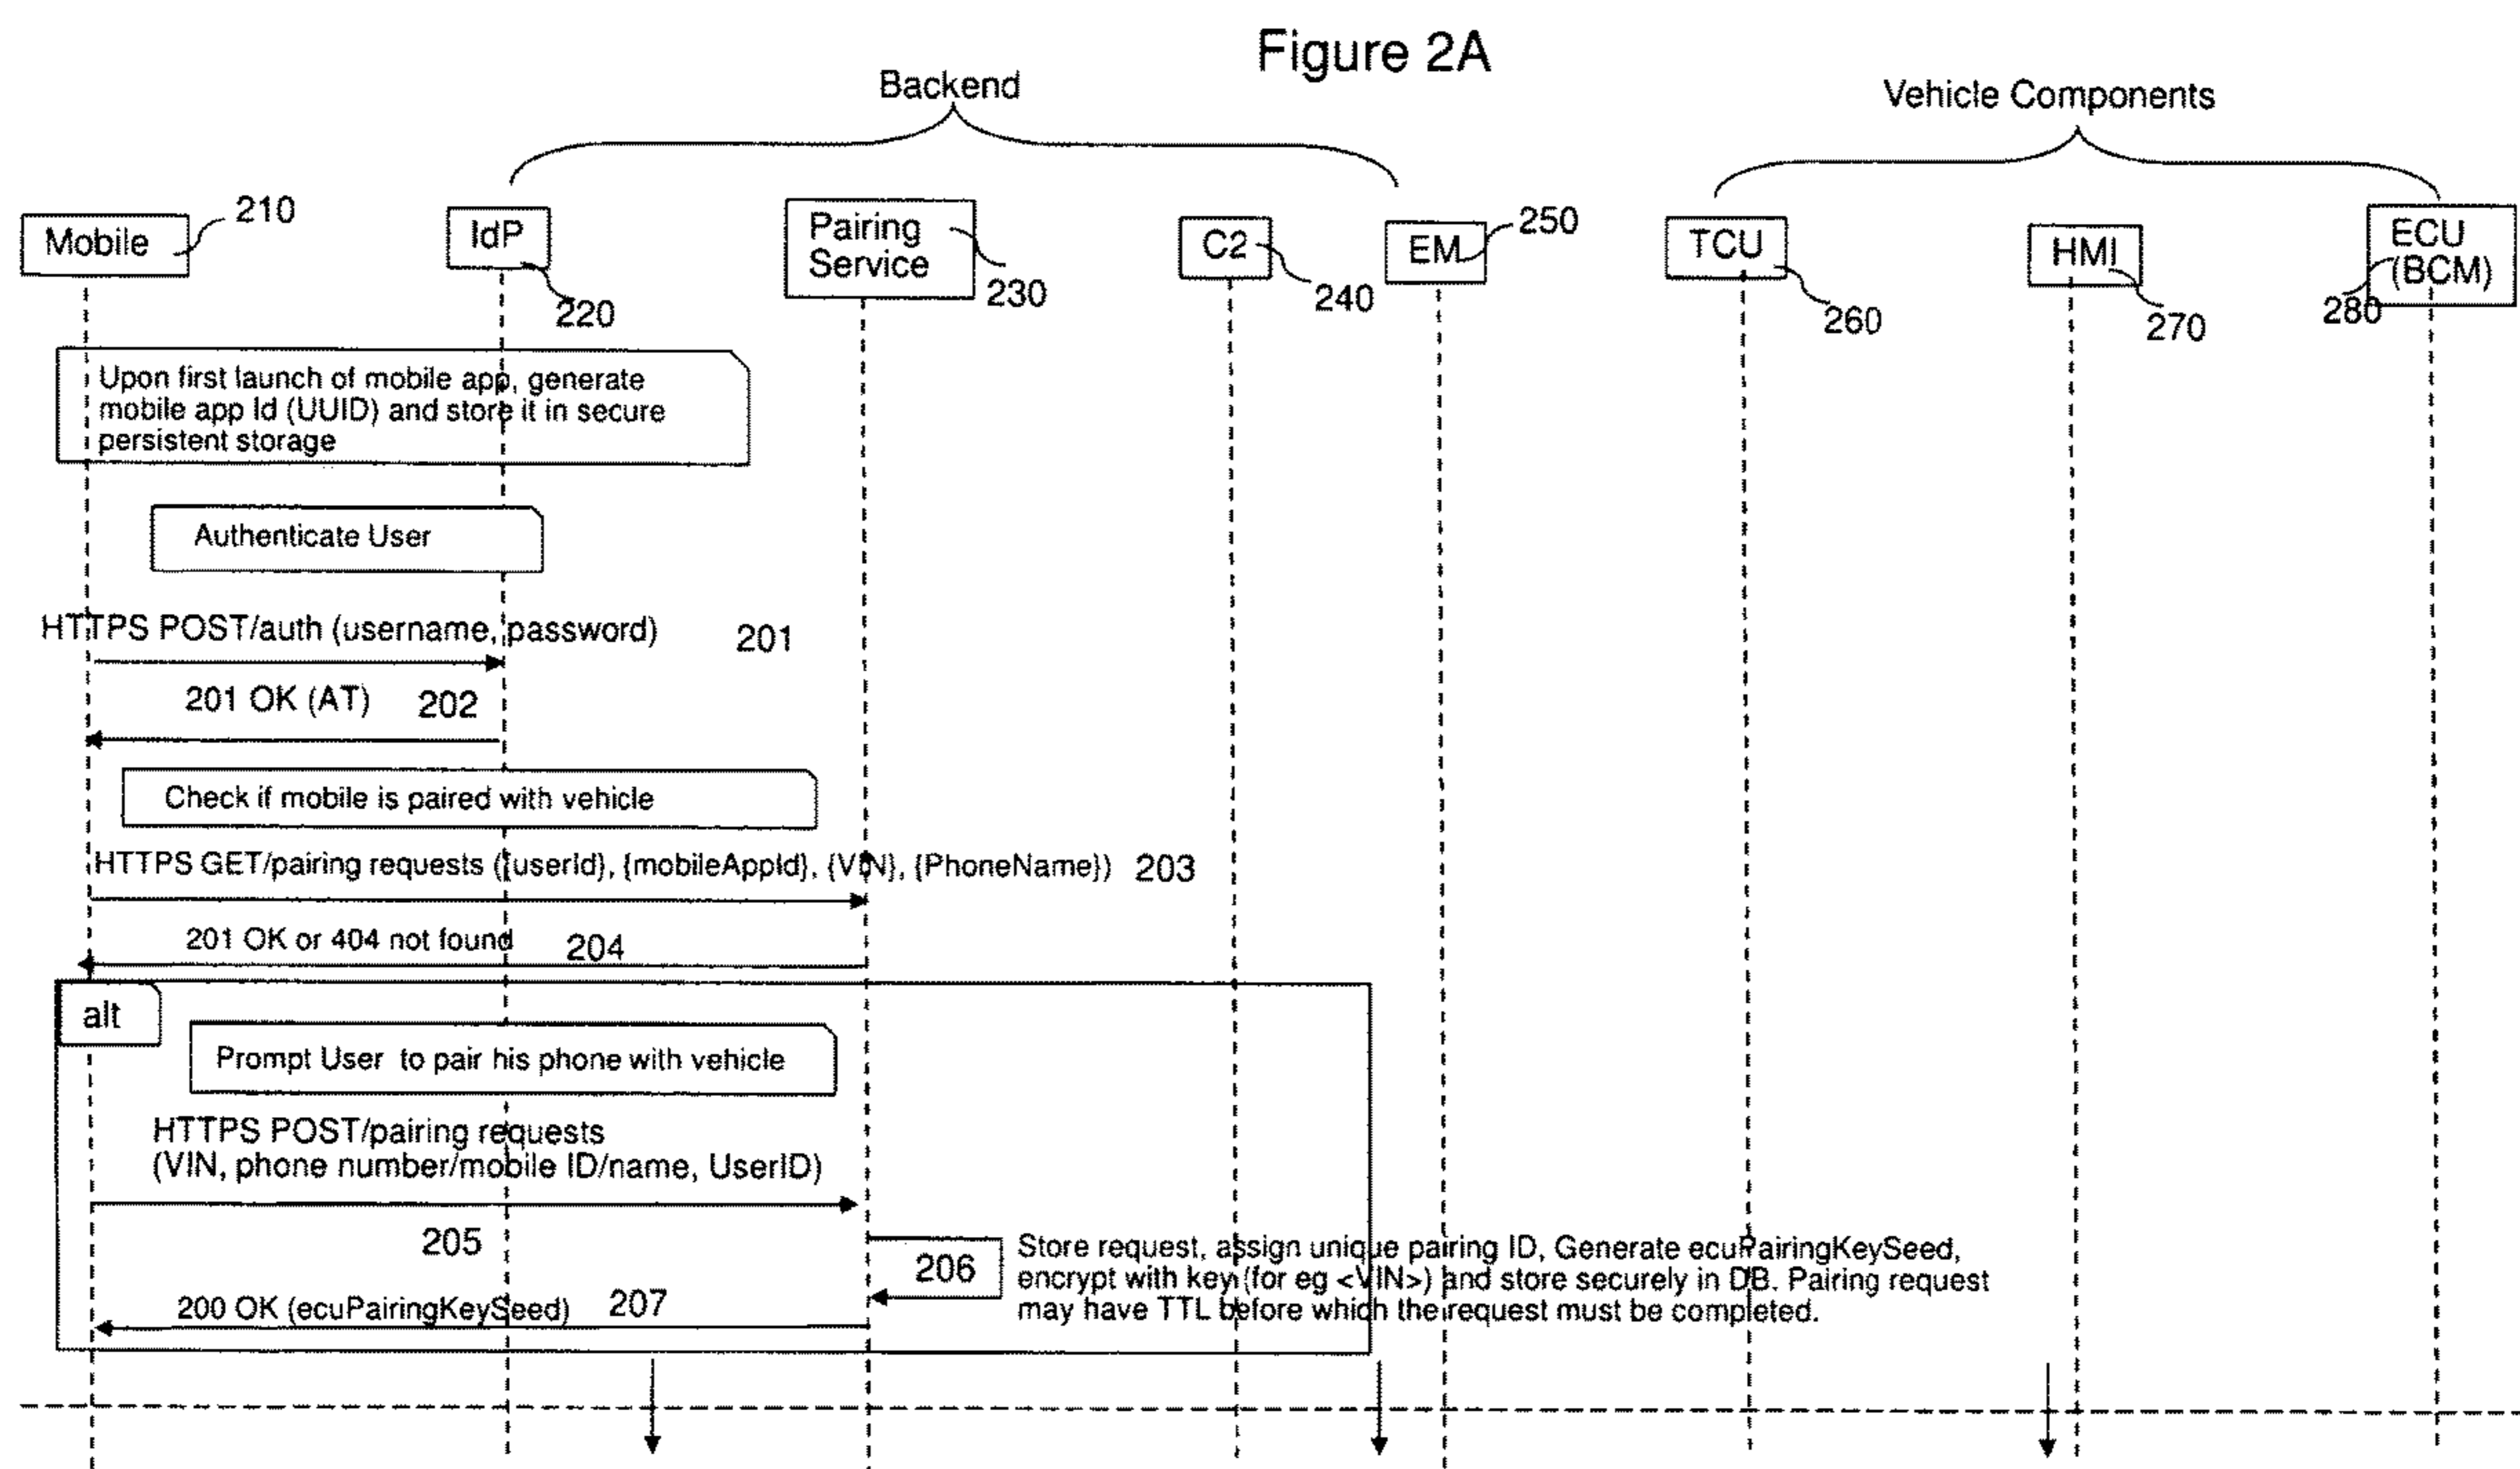 Figure 2A
Backend
Vehicle Components
Mobile
210
IdP
220
Pairing
Service
230
C2
240
EM
250
TCU
260
HMI
270
ECU
(BCM)
280
Upon first launch of mobile app, generate
mobile app Id (UUID) and store it in secure
persistent storage
Authenticate User
HTTPS POST/auth (username, password)
201
201 OK (AT)
202
Check if mobile is paired with vehicle
HTTPS GET/pairing requests ({userId}, {mobileAppId}, {VIN}, {PhoneName})
203
201 OK or 404 not found
204
alt
Prompt User to pair his phone with vehicle
HTTPS POST/pairing requests
(VIN, phone number/mobile ID/name, UserID)
205
206
Store request, assign unique pairing ID, Generate ecuPairingKeySeed,
encrypt with key (for eg <VIN>) and store securely in DB. Pairing request
may have TTL before which the request must be completed.
200 OK (ecuPairingKeySeed)
207